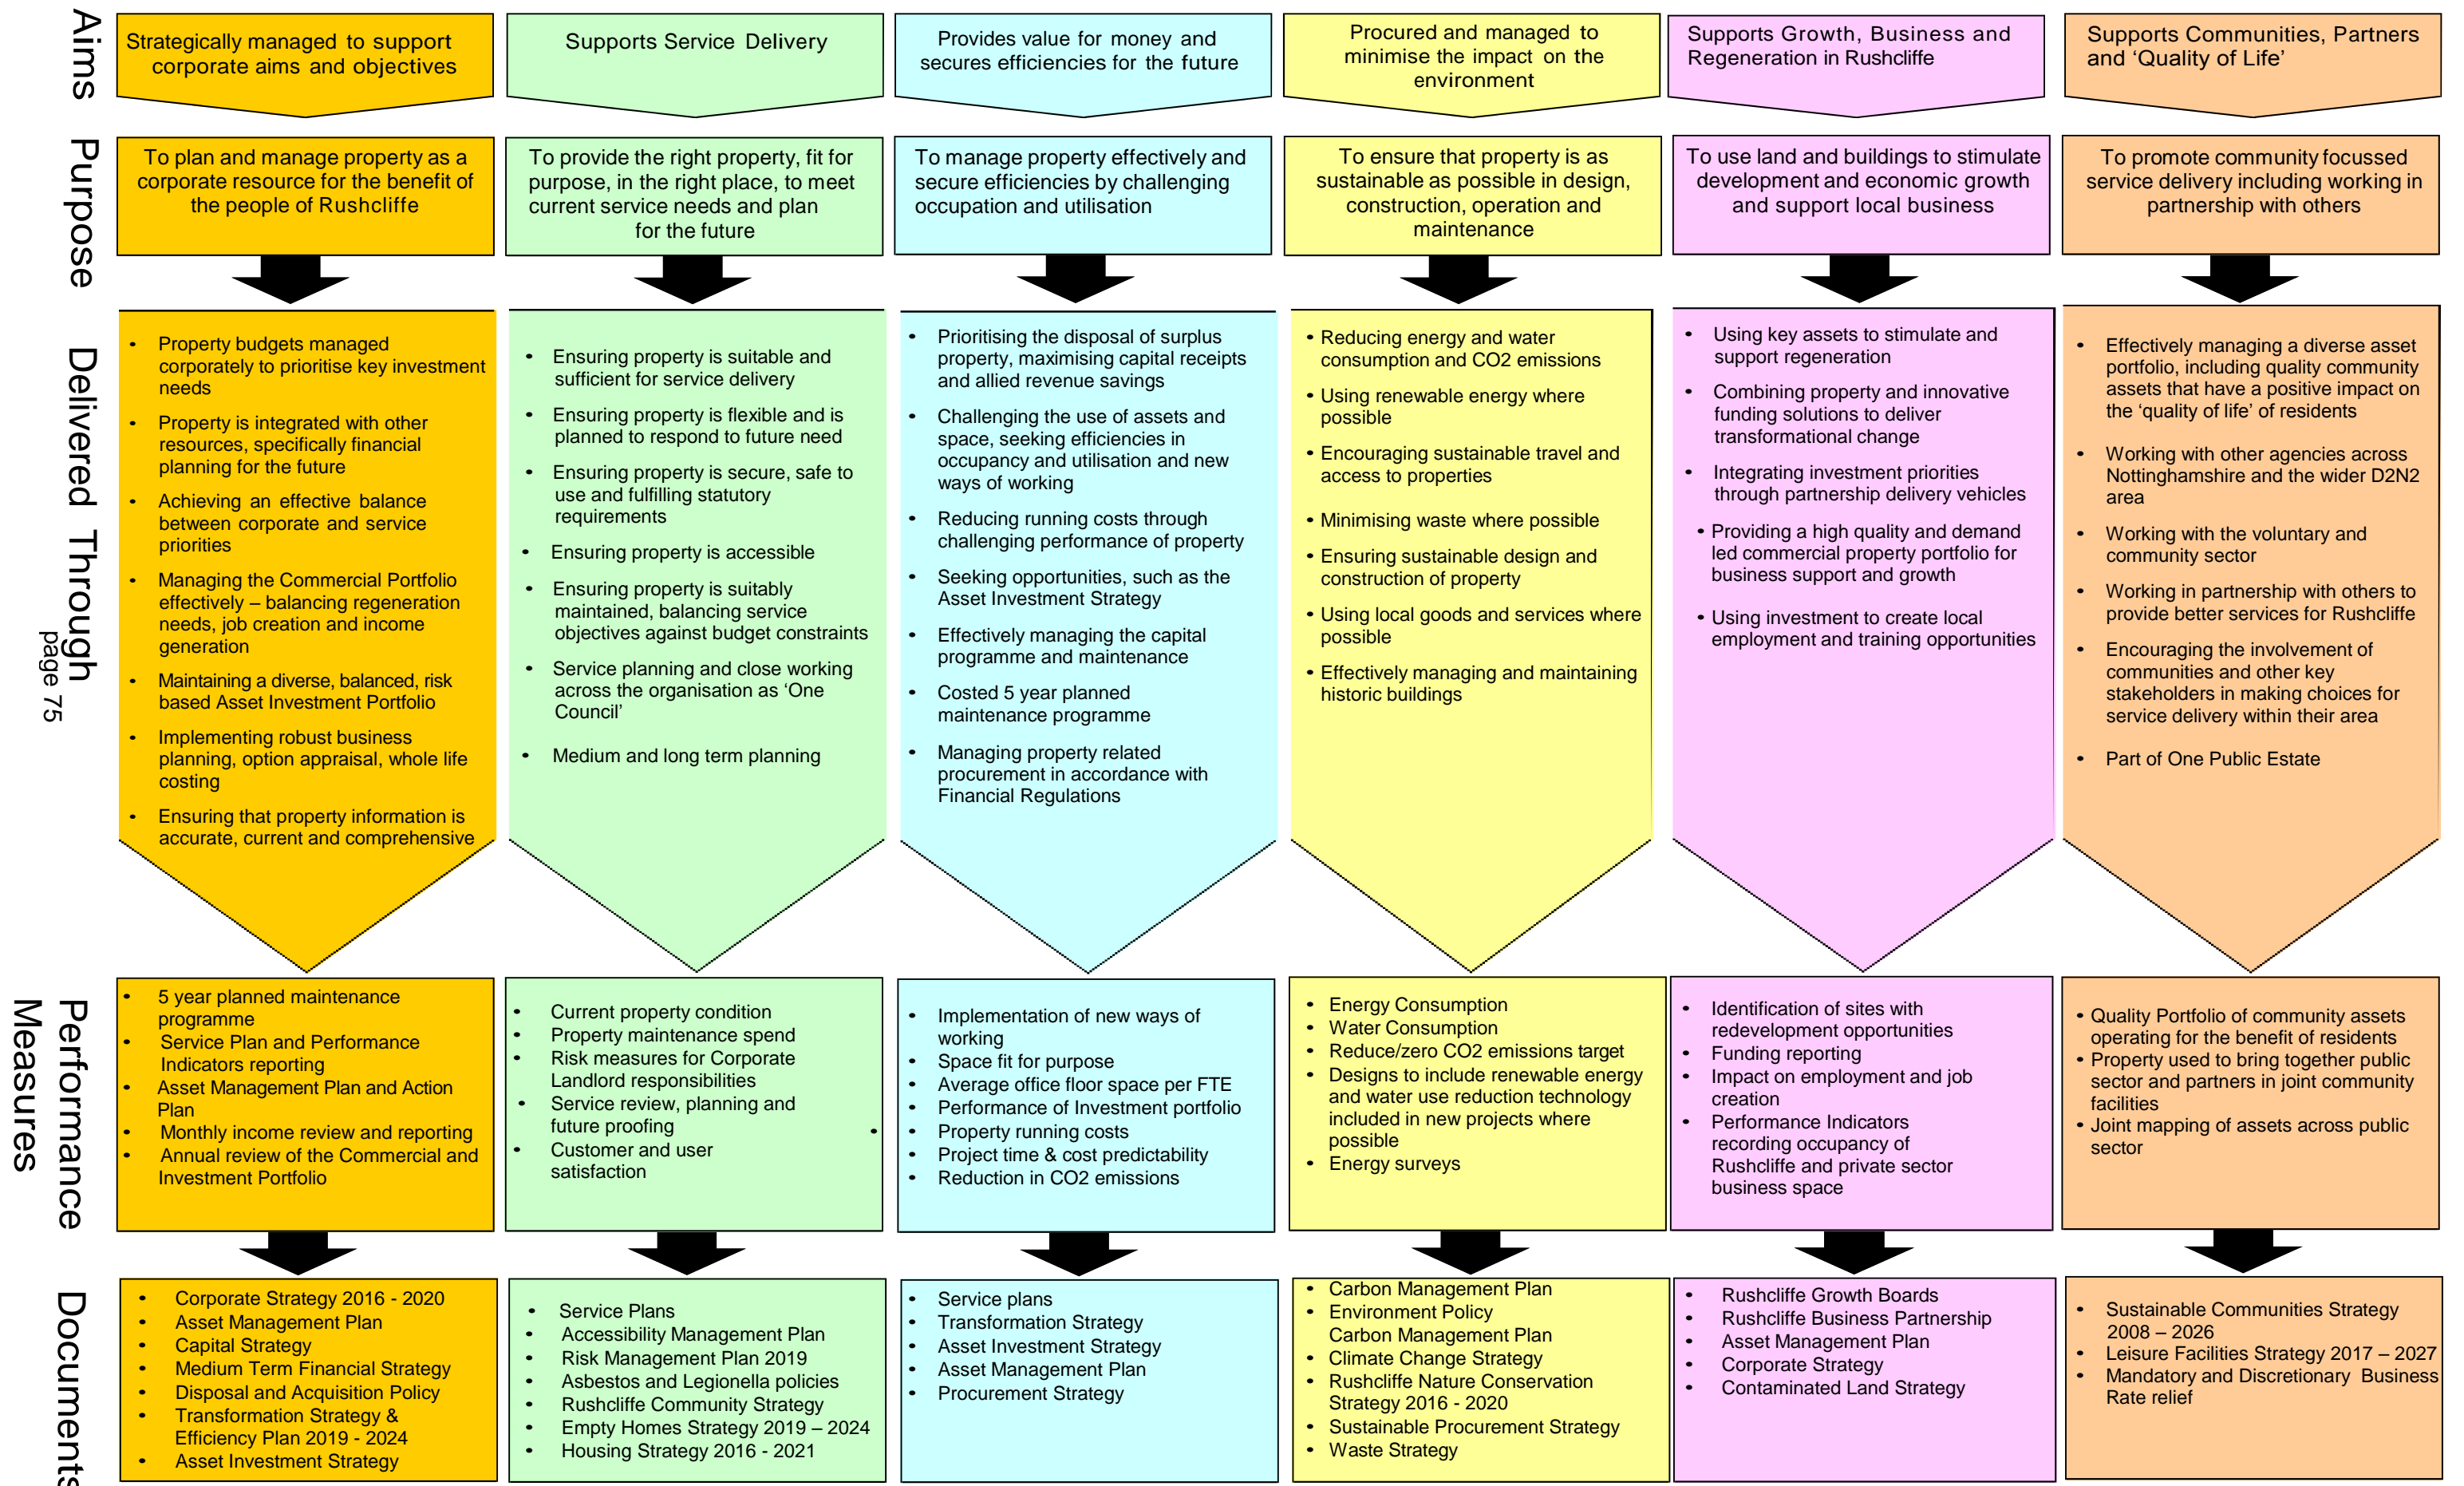 Aims
Strategically managed to support
corporate aims and objectives
Supports Service Delivery
Provides value for money and
secures efficiencies for the future
Procured and managed to
minimise the impact on the
environment
Supports Growth, Business and
Regeneration in Rushcliffe
Supports Communities, Partners
and ‘Quality of Life’
Purpose
To plan and manage property as a
corporate resource for the benefit of
the people of Rushcliffe
To provide the right property, fit for
purpose, in the right place, to meet
current service needs and plan
for the future
To manage property effectively and
secure efficiencies by challenging
occupation and utilisation
To ensure that property is as
sustainable as possible in design,
construction, operation and
maintenance
To use land and buildings to stimulate
development and economic growth
and support local business
To promote community focussed
service delivery including working in
partnership with others
Delivered Through
page 75
• Property budgets managed
corporately to prioritise key investment
needs
• Property is integrated with other
resources, specifically financial
planning for the future
• Achieving an effective balance
between corporate and service
priorities
• Managing the Commercial Portfolio
effectively – balancing regeneration
needs, job creation and income
generation
• Maintaining a diverse, balanced, risk
based Asset Investment Portfolio
• Implementing robust business
planning, option appraisal, whole life
costing
• Ensuring that property information is
accurate, current and comprehensive
• Ensuring property is suitable and
sufficient for service delivery
• Ensuring property is flexible and is
planned to respond to future need
• Ensuring property is secure, safe to
use and fulfilling statutory
requirements
• Ensuring property is accessible
• Ensuring property is suitably
maintained, balancing service
objectives against budget constraints
• Service planning and close working
across the organisation as ‘One
Council’
• Medium and long term planning
• Prioritising the disposal of surplus
property, maximising capital receipts
and allied revenue savings
• Challenging the use of assets and
space, seeking efficiencies in
occupancy and utilisation and new
ways of working
• Reducing running costs through
challenging performance of property
• Seeking opportunities, such as the
Asset Investment Strategy
• Effectively managing the capital
programme and maintenance
• Costed 5 year planned
maintenance programme
• Managing property related
procurement in accordance with
Financial Regulations
• Reducing energy and water
consumption and CO2 emissions
• Using renewable energy where
possible
• Encouraging sustainable travel and
access to properties
• Minimising waste where possible
• Ensuring sustainable design and
construction of property
• Using local goods and services where
possible
• Effectively managing and maintaining
historic buildings
• Using key assets to stimulate and
support regeneration
• Combining property and innovative
funding solutions to deliver
transformational change
• Integrating investment priorities
through partnership delivery vehicles
• Providing a high quality and demand
led commercial property portfolio for
business support and growth
• Using investment to create local
employment and training opportunities
• Effectively managing a diverse asset
portfolio, including quality community
assets that have a positive impact on
the ‘quality of life’ of residents
• Working with other agencies across
Nottinghamshire and the wider D2N2
area
• Working with the voluntary and
community sector
• Working in partnership with others to
provide better services for Rushcliffe
• Encouraging the involvement of
communities and other key
stakeholders in making choices for
service delivery within their area
• Part of One Public Estate
Performance
Measures
• 5 year planned maintenance
programme
• Service Plan and Performance
Indicators reporting
• Asset Management Plan and Action
Plan
• Monthly income review and reporting
• Annual review of the Commercial and
Investment Portfolio
• Current property condition
• Property maintenance spend
• Risk measures for Corporate
Landlord responsibilities
• Service review, planning and
future proofing
•
• Customer and user
satisfaction
• Implementation of new ways of
working
• Space fit for purpose
• Average office floor space per FTE
• Performance of Investment portfolio
• Property running costs
• Project time & cost predictability
• Reduction in CO2 emissions
• Energy Consumption
• Water Consumption
• Reduce/zero CO2 emissions target
• Designs to include renewable energy
and water use reduction technology
included in new projects where
possible
• Energy surveys
• Identification of sites with
redevelopment opportunities
• Funding reporting
• Impact on employment and job
creation
• Performance Indicators
recording occupancy of
Rushcliffe and private sector
business space
• Quality Portfolio of community assets
operating for the benefit of residents
• Property used to bring together public
sector and partners in joint community
facilities
• Joint mapping of assets across public
sector
Documents
• Corporate Strategy 2016 - 2020
• Asset Management Plan
• Capital Strategy
• Medium Term Financial Strategy
• Disposal and Acquisition Policy
• Transformation Strategy &
Efficiency Plan 2019 - 2024
• Asset Investment Strategy
• Service Plans
• Accessibility Management Plan
• Risk Management Plan 2019
• Asbestos and Legionella policies
• Rushcliffe Community Strategy
• Empty Homes Strategy 2019 – 2024
• Housing Strategy 2016 - 2021
• Service plans
• Transformation Strategy
• Asset Investment Strategy
• Asset Management Plan
• Procurement Strategy
• Carbon Management Plan
• Environment Policy
Carbon Management Plan
• Climate Change Strategy
• Rushcliffe Nature Conservation
Strategy 2016 - 2020
• Sustainable Procurement Strategy
• Waste Strategy
• Rushcliffe Growth Boards
• Rushcliffe Business Partnership
• Asset Management Plan
• Corporate Strategy
• Contaminated Land Strategy
• Sustainable Communities Strategy
2008 – 2026
• Leisure Facilities Strategy 2017 – 2027
• Mandatory and Discretionary Business
Rate relief